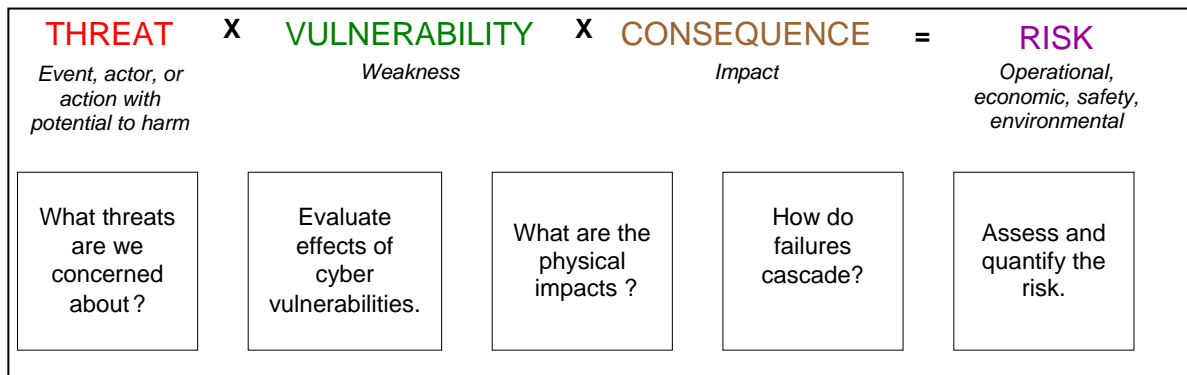 THREAT X VULNERABILITY X CONSEQUENCE = RISK
Event, actor, or
action with
potential to harm
Weakness
Impact
Operational,
economic, safety,
environmental
What threats
are we
concerned
about?
Evaluate
effects of
cyber
vulnerabilities.
What are the
physical
impacts ?
How do
failures
cascade?
Assess and
quantify the
risk.